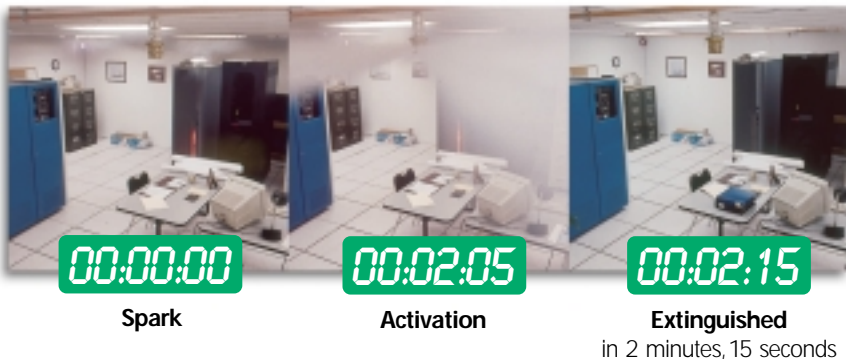 00:00:00
00:02:05
00:02:15
Spark
Activation
Extinguished
in 2 minutes, 15 seconds